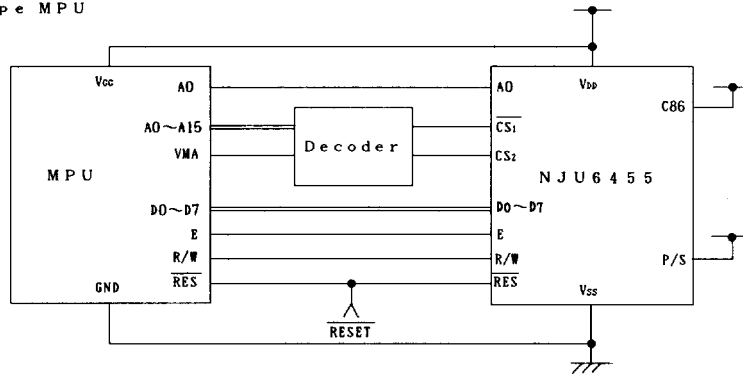 pe MPU
Vcc
A0
A0~A15
VMA
MPU
D0~D7
E
R/W
RES
GND
Decoder
RESET
VDD
A0
CS1
CS2
C86
NJU6455
D0~D7
E
R/W
RES
P/S
Vss